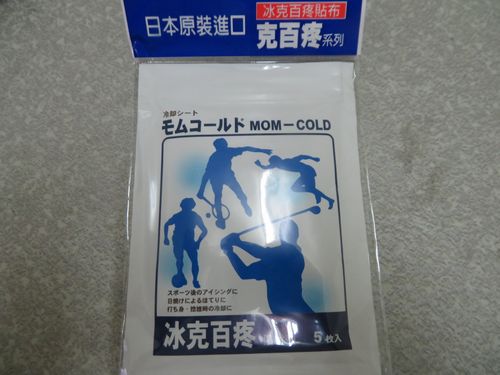 日本原裝進口
冰克百疼貼布
克百疼系列
冷却シート
モムコールド MOM-COLD
スポーツ後のアイシングに
日焼けによるほてりに
打ち身・捻雑時の冷却に
冰克百疼
5枚入